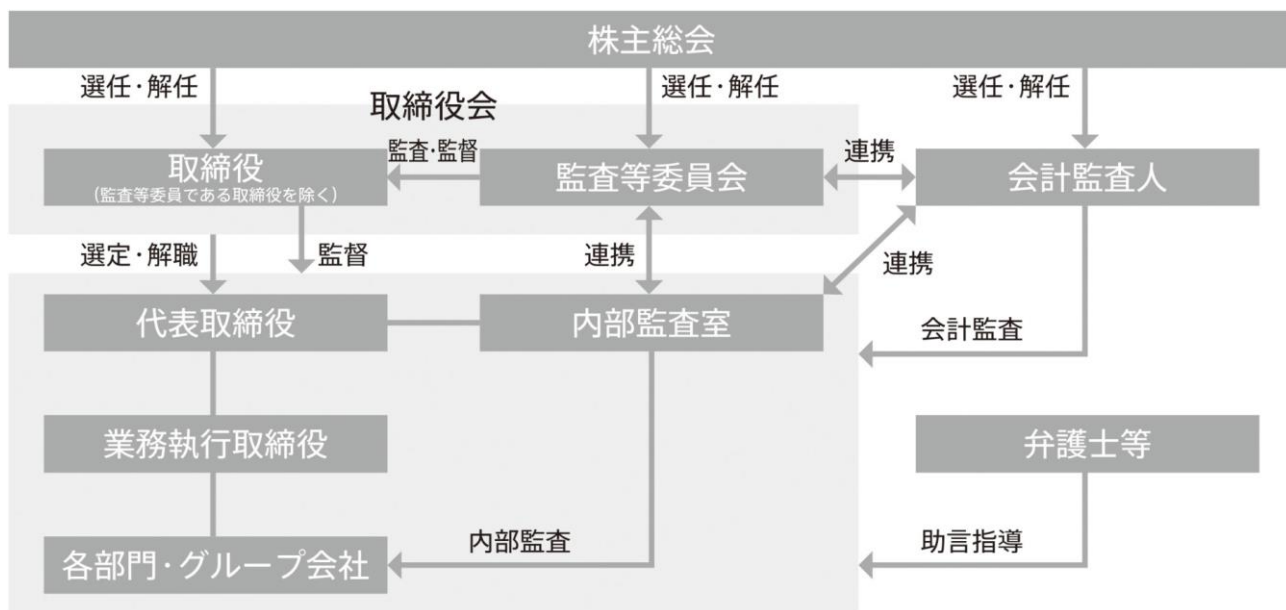 株主総会
選任・解任
選任・解任
選任・解任
取締役会
取締役
(監査等委員である取締役を除く)
監査・監督
監査等委員会
連携
会計監査人
選定・解職
監督
連携
連携
代表取締役
内部監査室
会計監査
業務執行取締役
弁護士等
各部門・グループ会社
内部監査
助言指導